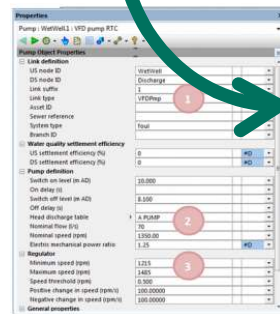 Properties
Pump : WetWell.1 : VFD pump RTC
Pump Object Properties
Link definition
US node ID WetWell
DS node ID Discharge
Link suffix 1
Link type VFDPmp
Asset ID
Sewer reference
System type Foul
Branch ID
Water quality settlement efficiency
US settlement efficiency (%) 0 #D
DS settlement efficiency (%) 0 #D
Pump definition
Switch on level (m AD) 10.000
On delay (s)
Switch off level (m AD) 8.100
Off delay (s)
Head discharge table A PUMP
Nominal flow (l/s) 70
Nominal speed (rpm) 1350.00
Electro mechanical power ratio 1.25 #D
Regulator
Minimum speed (rpm) 1215
Maximum speed (rpm) 1485
Speed threshold (rpm) 0.500
Positive change in speed (rpm/s) 100.00000
Negative change in speed (rpm/s) 100.00000
General properties
1
2
3